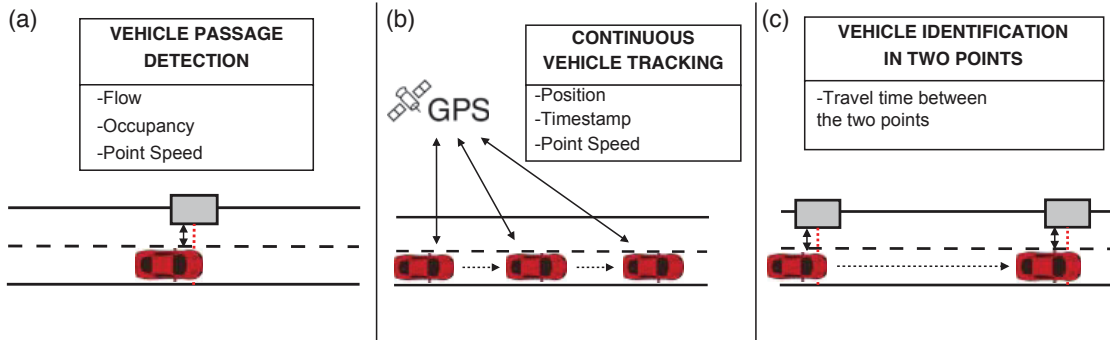 (a)
VEHICLE PASSAGE
DETECTION
-Flow
-Occupancy
-Point Speed
(b)
CONTINUOUS
VEHICLE TRACKING
-Position
-Timestamp
-Point Speed
GPS
(c)
VEHICLE IDENTIFICATION
IN TWO POINTS
-Travel time between
the two points